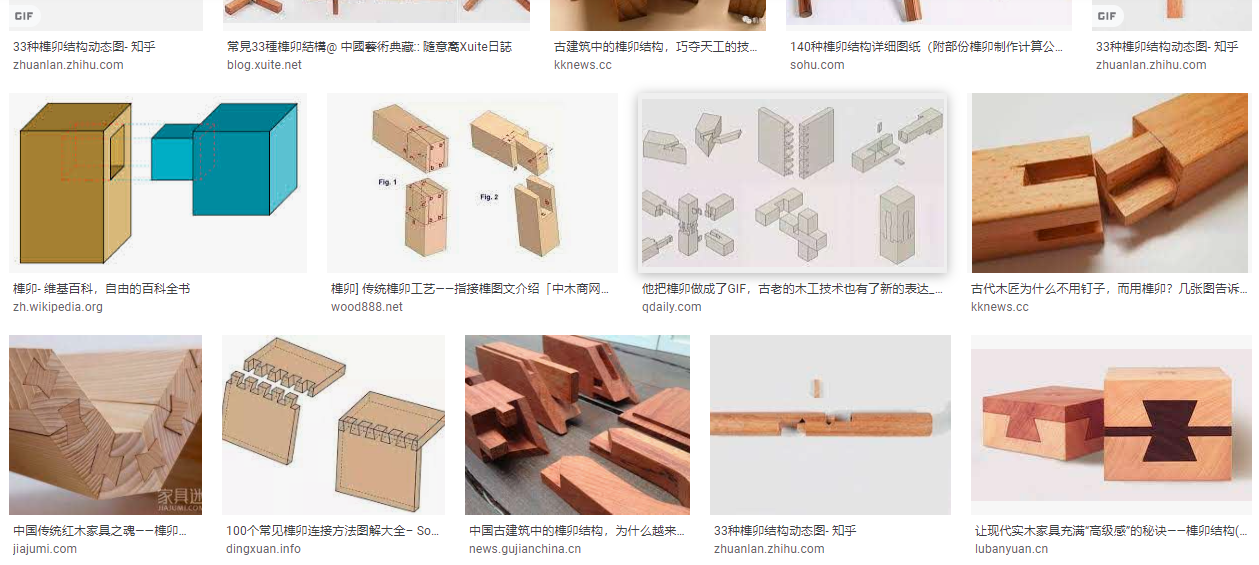 GIF
GIF
33种榫卯结构动态图- 知乎
zhuanlan.zhihu.com
常見33種榫卯結構@ 中國藝術典藏:: 隨意窩Xuite日誌
blog.xuite.net
古建筑中的榫卯结构，巧夺天工的技...
kknews.cc
140种榫卯结构详细图纸（附部份榫卯制作计算公...
sohu.com
33种榫卯结构动态图- 知乎
zhuanlan.zhihu.com
Fig. 1
Fig. 2
榫卯- 维基百科，自由的百科全书
zh.wikipedia.org
榫卯] 传统榫卯工艺——指接榫图文介绍「中木商网...
wood888.net
他把榫卯做成了GIF，古老的木工技术也有了新的表达_...
qdaily.com
古代木匠为什么不用钉子，而用榫卯？几张图告诉...
kknews.cc
家具迷
JIAJUMI.COM
中国传统红木家具之魂——榫卯...
jiajumi.com
100个常见榫卯连接方法图解大全– So...
dingxuan.info
中国古建筑中的榫卯结构，为什么越来...
news.gujianchina.cn
33种榫卯结构动态图- 知乎
zhuanlan.zhihu.com
让现代实木家具充满“高级感”的秘诀——榫卯结构(...
lubanyuan.cn